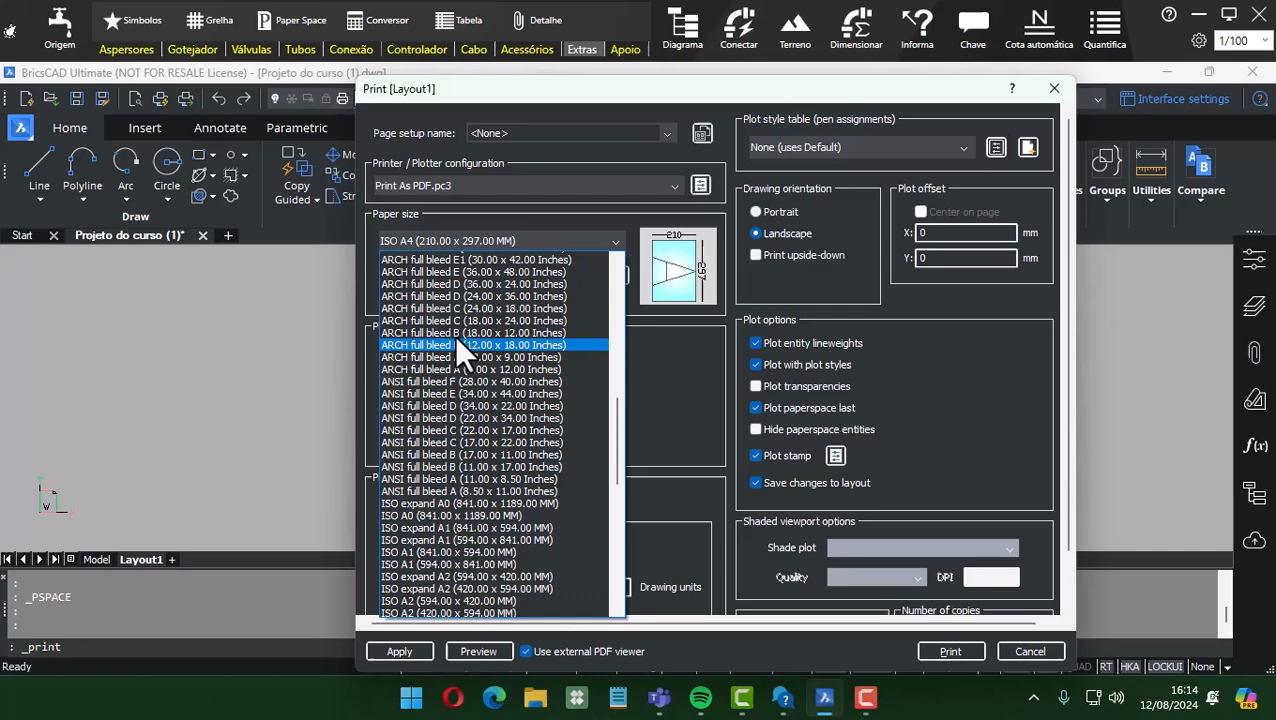 Simbolos Grelha Paper Space Conversor Tabela Detalhe
Origem Aspersores Gotejador Válvulas Tubos Conexão Controlador Cabo Acessórios Extras Apoio
Diagrama Conectar Terreno Dimensionar Informa Chave Cota automática Quantifica
1/100
BricsCAD Ultimate (NOT FOR RESALE License) - [Projeto do curso (1).dwg]
Interface settings
Home Insert Annotate Parametric
Line Polyline Arc Circle
Copy
Guided
Draw
Groups Utilities Compare
Start Projeto do curso (1)*
Print [Layout1]
Page setup name: <None>
Printer / Plotter configuration
Print As PDF.pc3
Paper size
ISO A4 (210.00 x 297.00 MM)
210
297
ARCH full bleed E1 (30.00 x 42.00 Inches)
ARCH full bleed E (36.00 x 48.00 Inches)
ARCH full bleed D (36.00 x 24.00 Inches)
ARCH full bleed D (24.00 x 36.00 Inches)
ARCH full bleed C (24.00 x 18.00 Inches)
ARCH full bleed C (18.00 x 24.00 Inches)
ARCH full bleed B (18.00 x 12.00 Inches)
ARCH full bleed (12.00 x 18.00 Inches)
ARCH full bleed x 9.00 Inches)
ARCH full bleed x 12.00 Inches)
ANSI full bleed F (28.00 x 40.00 Inches)
ANSI full bleed E (34.00 x 44.00 Inches)
ANSI full bleed D (34.00 x 22.00 Inches)
ANSI full bleed D (22.00 x 34.00 Inches)
ANSI full bleed C (22.00 x 17.00 Inches)
ANSI full bleed C (17.00 x 22.00 Inches)
ANSI full bleed B (17.00 x 11.00 Inches)
ANSI full bleed B (11.00 x 17.00 Inches)
ANSI full bleed A (11.00 x 8.50 Inches)
ANSI full bleed A (8.50 x 11.00 Inches)
ISO expand A0 (841.00 x 1189.00 MM)
ISO A0 (841.00 x 1189.00 MM)
ISO expand A1 (841.00 x 594.00 MM)
ISO expand A1 (594.00 x 841.00 MM)
ISO A1 (841.00 x 594.00 MM)
ISO A1 (594.00 x 841.00 MM)
ISO expand A2 (594.00 x 420.00 MM)
ISO expand A2 (420.00 x 594.00 MM)
ISO A2 (594.00 x 420.00 MM)
ISO A2 (420.00 x 594.00 MM)
Drawing units
Plot style table (pen assignments)
None (uses Default)
Drawing orientation
Portrait
Landscape
Print upside-down
Plot offset
Center on page
X: 0 mm
Y: 0 mm
Plot options
Plot entity lineweights
Plot with plot styles
Plot transparencies
Plot paperspace last
Hide paperspace entities
Plot stamp
Save changes to layout
Shaded viewport options
Shade plot
Quality DPI
Number of copies
Apply Preview Use external PDF viewer Print Cancel
W
Model Layout1 +
:
: _PSPACE
:
: _print
Ready
RT HKA LOCKUI None
16:14
12/08/2024
PRE